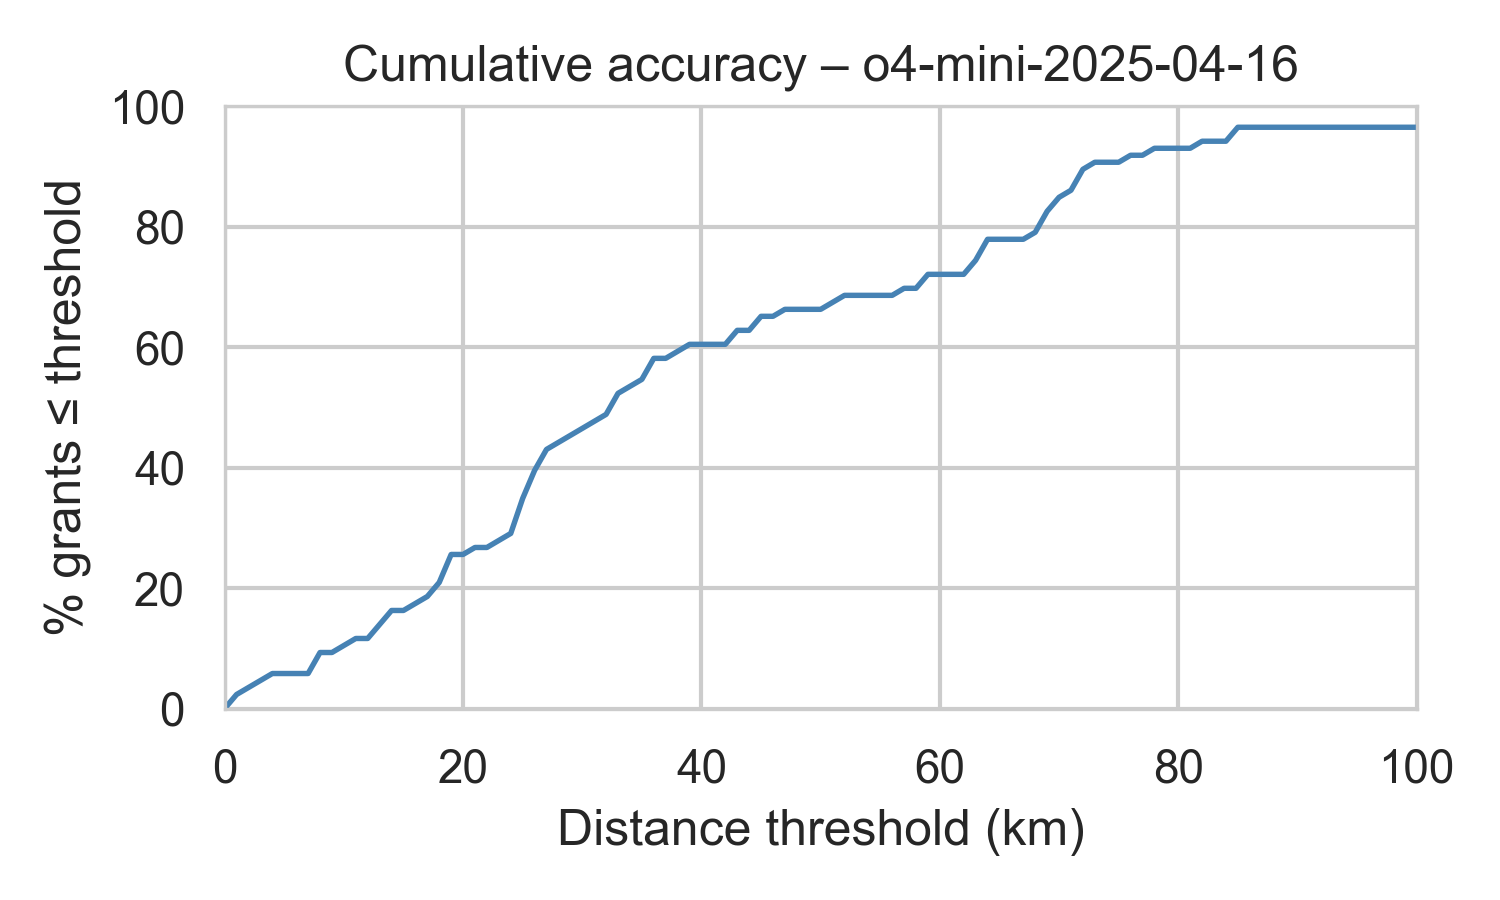 Cumulative accuracy – o4-mini-2025-04-16
100
80
60
40
20
0
% grants ≤ threshold
0 20 40 60 80 100
Distance threshold (km)